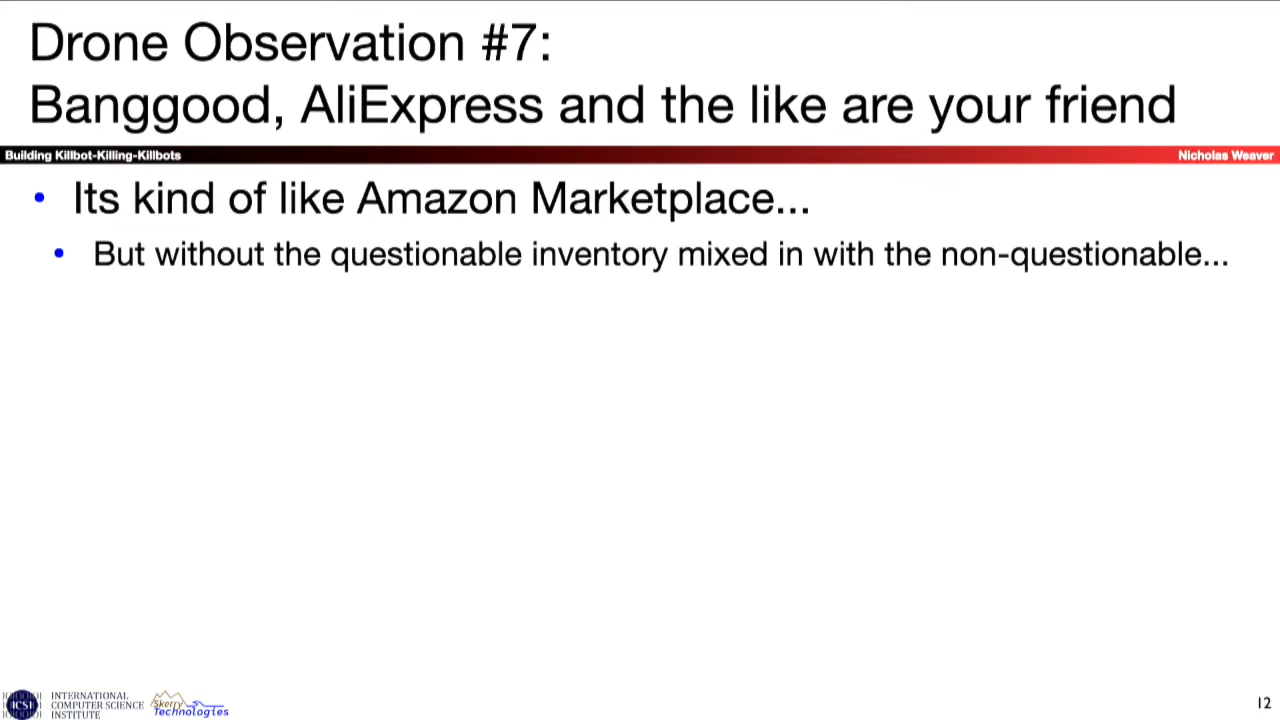 Drone Observation #7:
Banggood, AliExpress and the like are your friend
Building Killbot-Killing-Killbots
Nicholas Weaver
• Its kind of like Amazon Marketplace...
• But without the questionable inventory mixed in with the non-questionable...
ICSI
INTERNATIONAL
COMPUTER SCIENCE
INSTITUTE
Skerry
Technologies
12